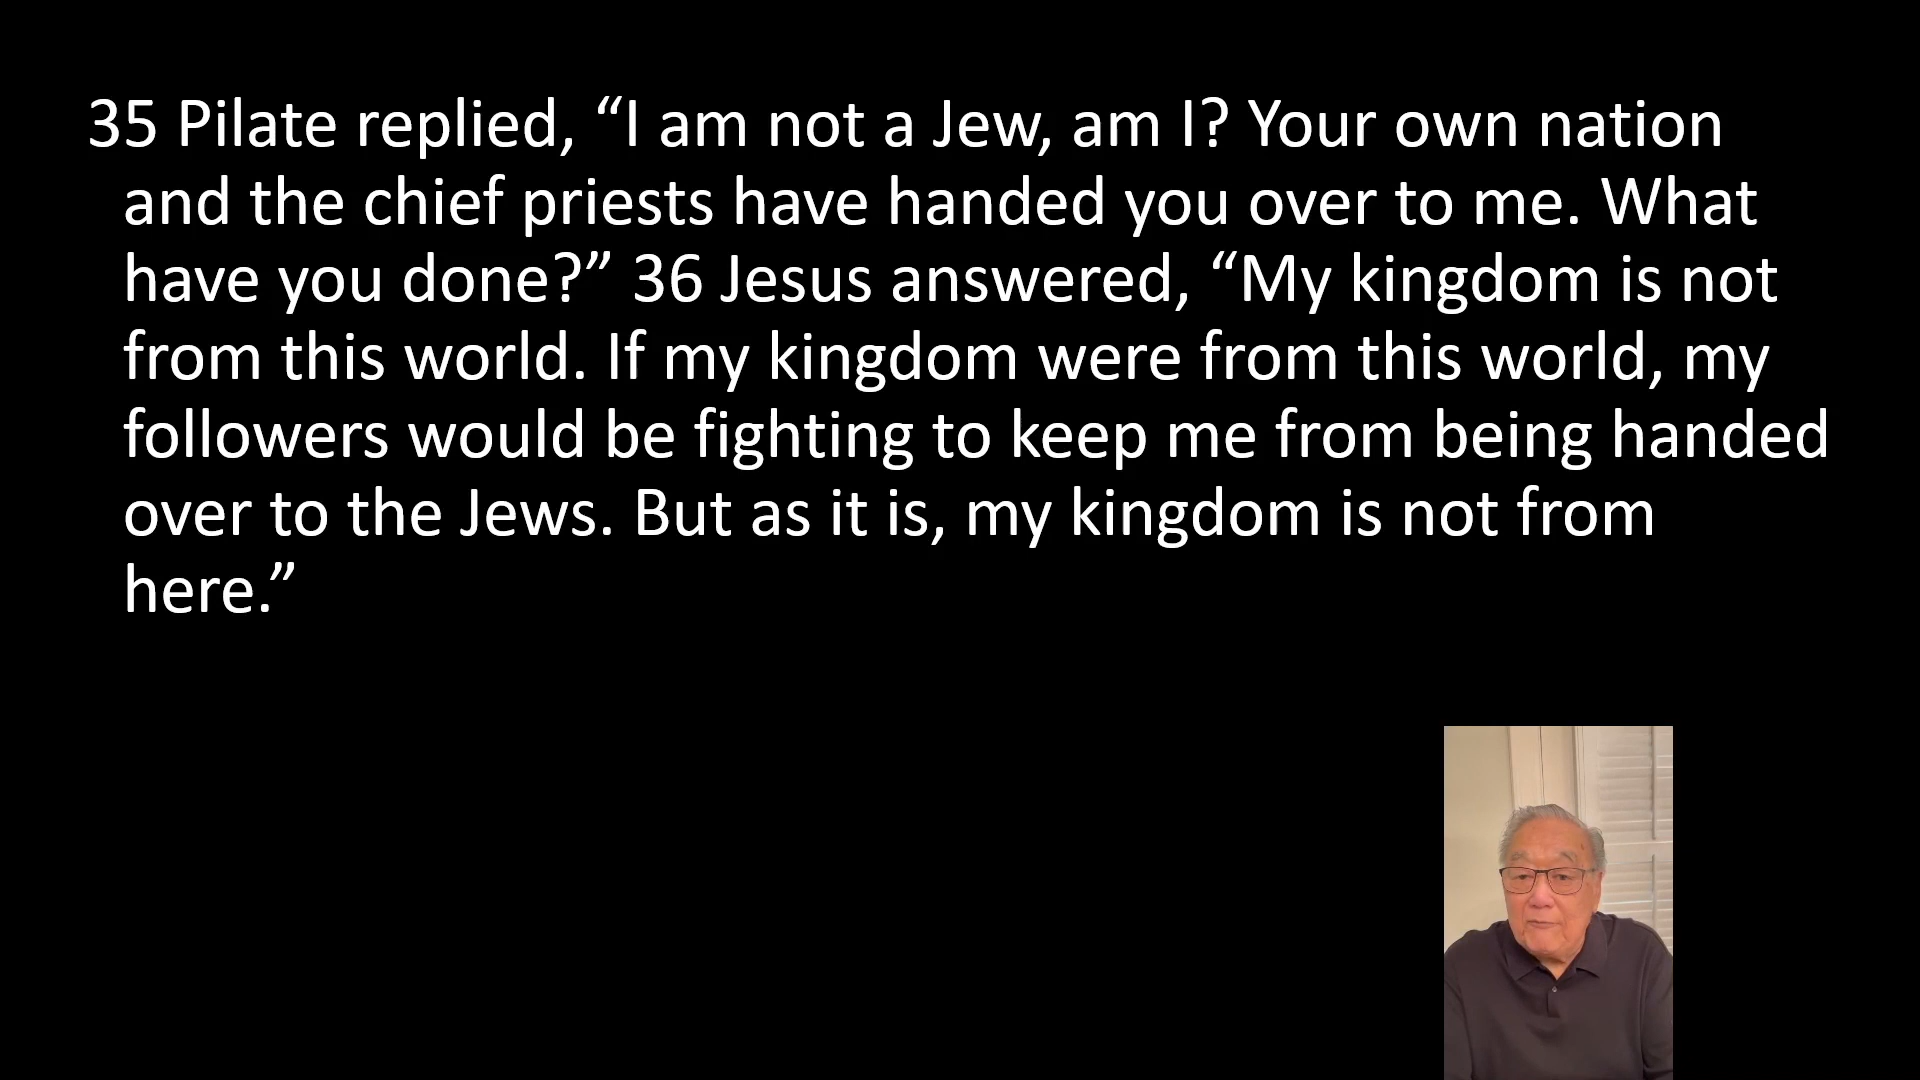 35 Pilate replied, “I am not a Jew, am I? Your own nation
and the chief priests have handed you over to me. What
have you done?” 36 Jesus answered, “My kingdom is not
from this world. If my kingdom were from this world, my
followers would be fighting to keep me from being handed
over to the Jews. But as it is, my kingdom is not from
here.”